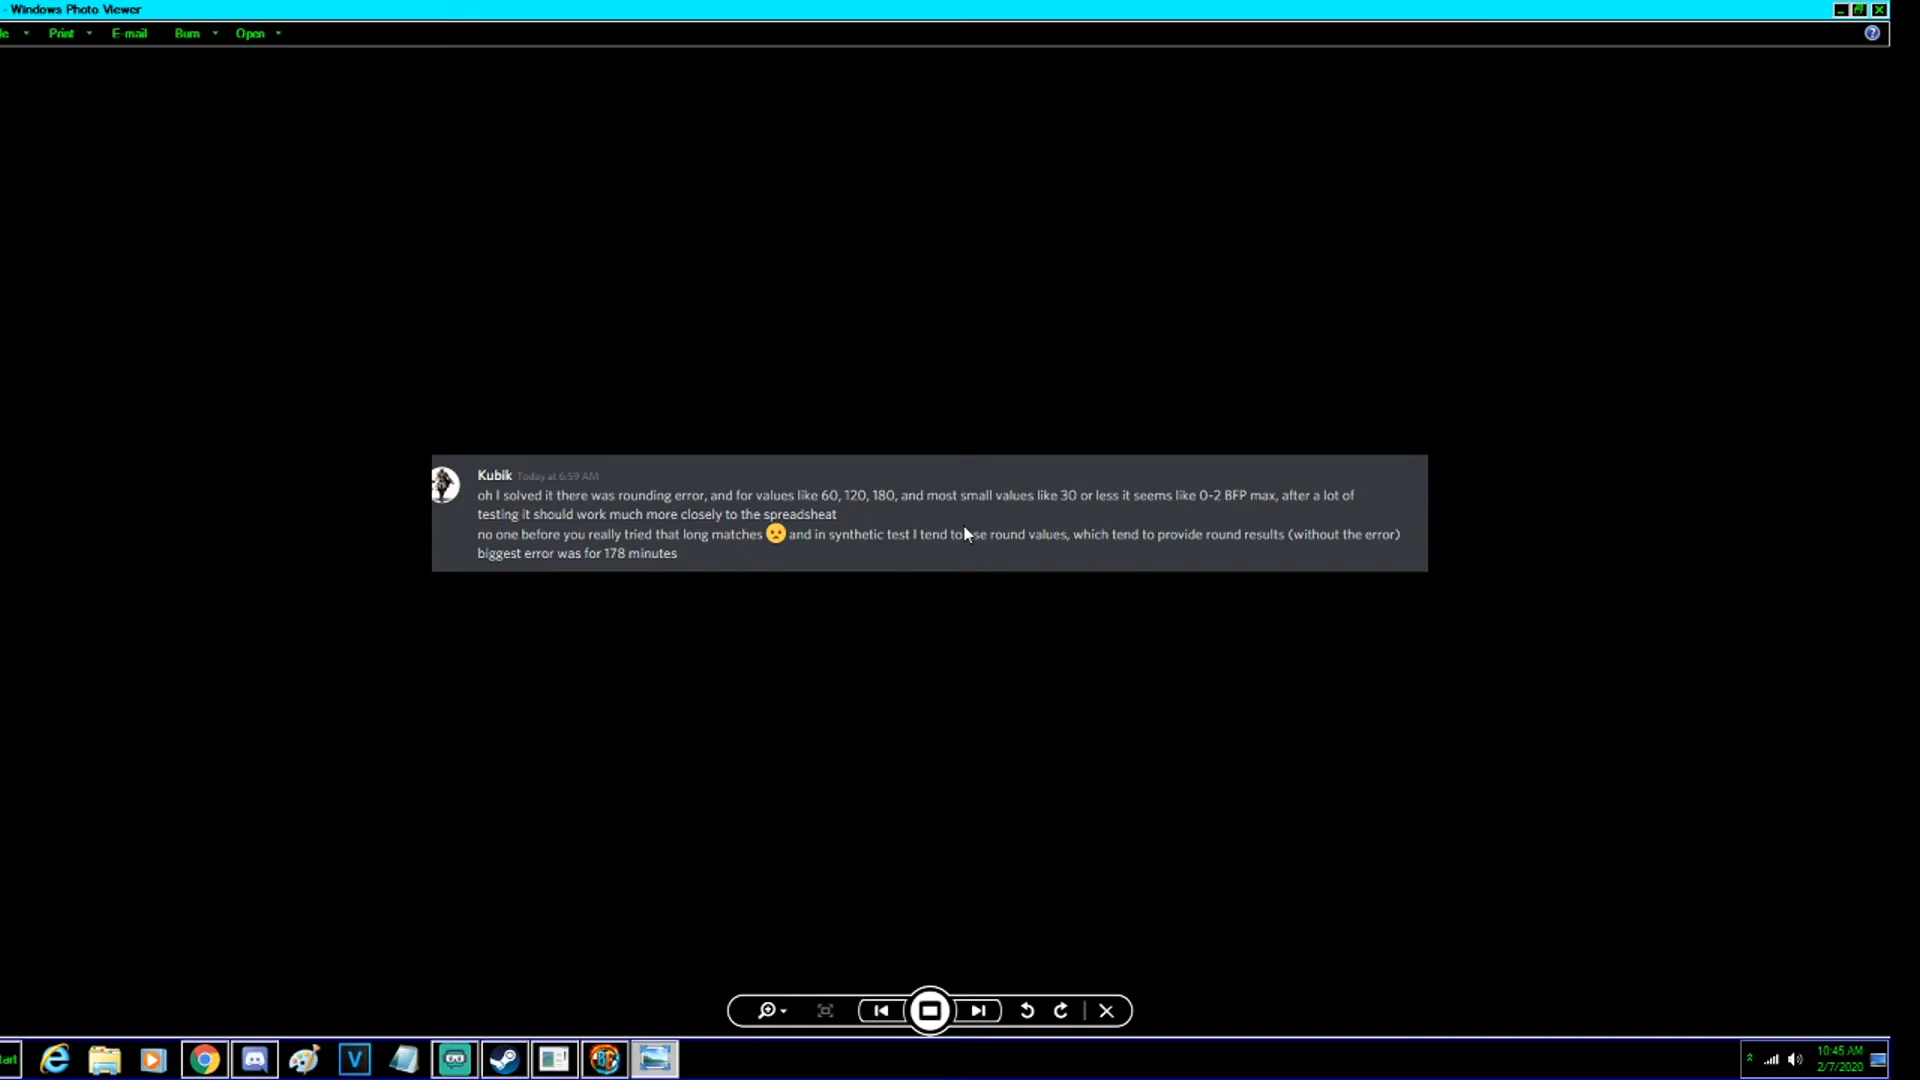 - Windows Photo Viewer
le Print E-mail Burn Open
Kubik Today at 6:59 AM
oh I solved it there was rounding error, and for values like 60, 120, 180, and most small values like 30 or less it seems like 0-2 BFP max, after a lot of
testing it should work much more closely to the spreadsheat
no one before you really tried that long matches 😟 and in synthetic test I tend to se round values, which tend to provide round results (without the error)
biggest error was for 178 minutes
tart
10:45 AM
2/7/2020